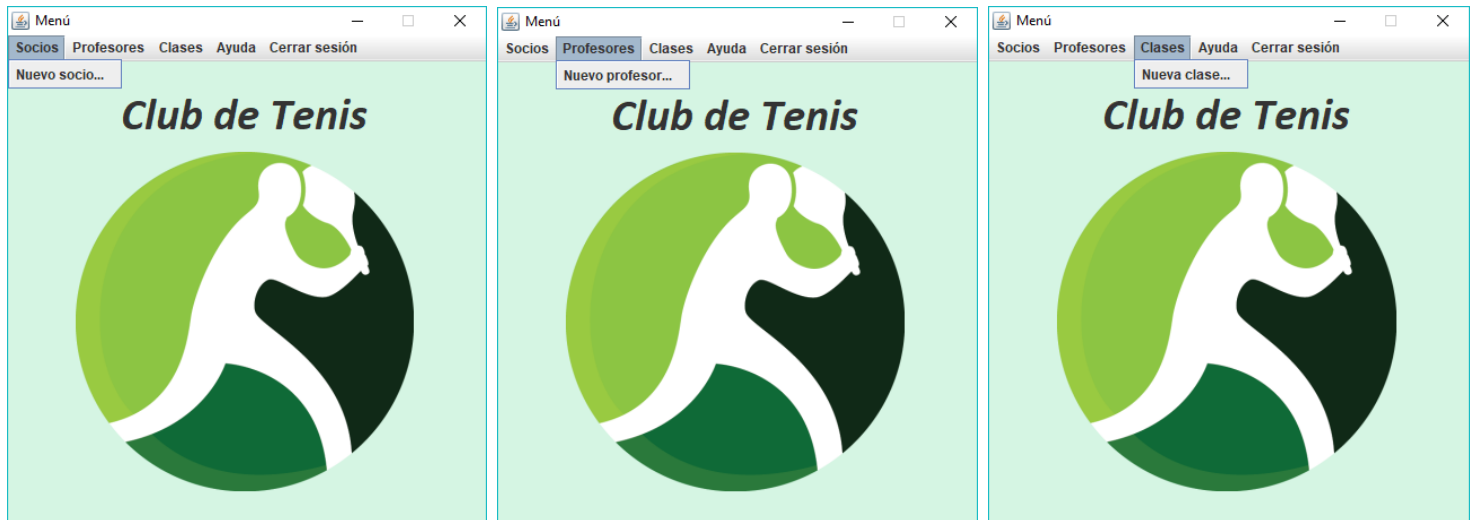 Menú
Socios Profesores Clases Ayuda Cerrar sesión
Nuevo socio...
Club de Tenis
Menú
Socios Profesores Clases Ayuda Cerrar sesión
Nuevo profesor...
Club de Tenis
Menú
Socios Profesores Clases Ayuda Cerrar sesión
Nueva clase...
Club de Tenis